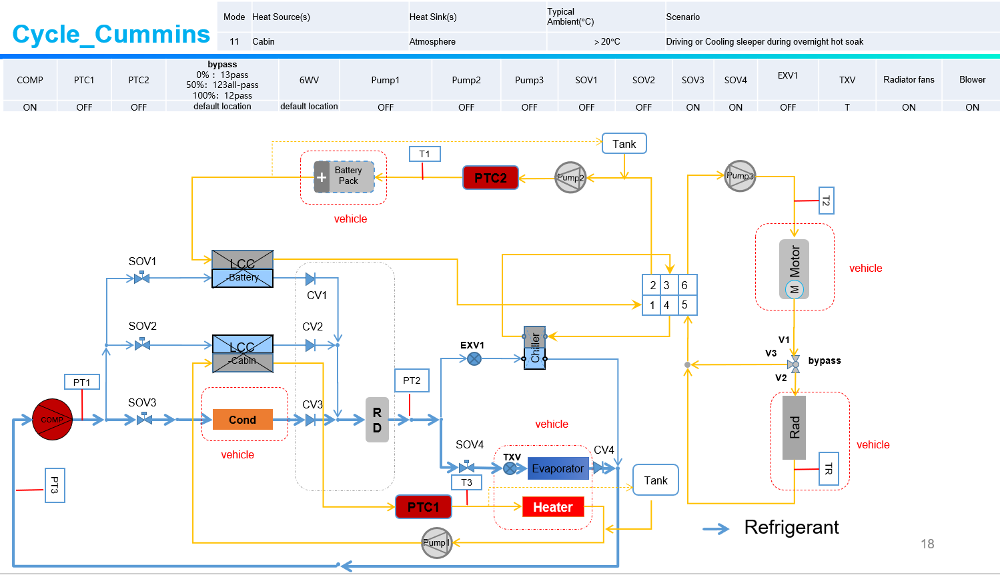 Cycle_Cummins
Mode Heat Source(s) Heat Sink(s) Typical Ambient(°C) Scenario
11 Cabin Atmosphere > 20°C Driving or Cooling sleeper during overnight hot soak
COMP PTC1 PTC2 bypass 6WV Pump1 Pump2 Pump3 SOV1 SOV2 SOV3 SOV4 EXV1 TXV Radiator fans Blower
0%： 13pass
50%：123all-pass
100%：12pass
ON OFF OFF default location default location OFF OFF OFF OFF OFF ON ON OFF T ON ON
Tank
T1
Battery
Pack
+
PTC2
Pump2
Pump3
T2
vehicle
Motor
M
vehicle
SOV1
LCC
-Battery
CV1
2 3 6
1 4 5
SOV2
LCC
-Cabin
CV2
EXV1
Chiller
V1
V3
bypass
V2
PT1
COMP
SOV3
Cond
vehicle
CV3
R
D
PT2
vehicle
Rad
vehicle
TR
SOV4
TXV
Evaporator
CV4
T3
Tank
PT3
PTC1
Heater
Pump1
Refrigerant
18